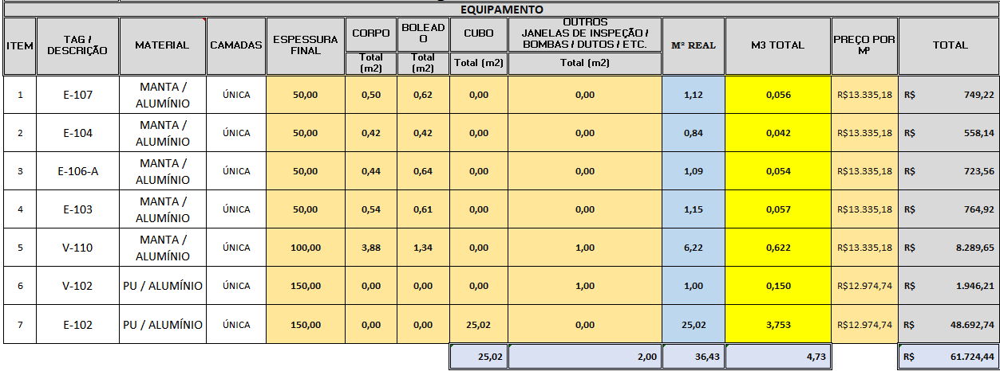 EQUIPAMENTO
ITEM TAG / DESCRIÇÃO MATERIAL CAMADAS ESPESSURA FINAL CORPO BOLEADO CUBO OUTROS JANELAS DE INSPEÇÃO / BOMBAS / DUTOS / ETC. M² REAL M3 TOTAL PREÇO POR M³ TOTAL
Total (m2) Total (m2) Total (m2) Total (m2)
1 E-107 MANTA / ALUMÍNIO ÚNICA 50,00 0,50 0,62 0,00 0,00 1,12 0,056 R$13.335,18 R$ 749,22
2 E-104 MANTA / ALUMÍNIO ÚNICA 50,00 0,42 0,42 0,00 0,00 0,84 0,042 R$13.335,18 R$ 558,14
3 E-106-A MANTA / ALUMÍNIO ÚNICA 50,00 0,44 0,64 0,00 0,00 1,09 0,054 R$13.335,18 R$ 723,56
4 E-103 MANTA / ALUMÍNIO ÚNICA 50,00 0,54 0,61 0,00 0,00 1,15 0,057 R$13.335,18 R$ 764,92
5 V-110 MANTA / ALUMÍNIO ÚNICA 100,00 3,88 1,34 0,00 1,00 6,22 0,622 R$13.335,18 R$ 8.289,65
6 V-102 PU / ALUMÍNIO ÚNICA 150,00 0,00 0,00 0,00 1,00 1,00 0,150 R$12.974,74 R$ 1.946,21
7 E-102 PU / ALUMÍNIO ÚNICA 150,00 0,00 0,00 25,02 0,00 25,02 3,753 R$12.974,74 R$ 48.692,74
25,02 2,00 36,43 4,73 R$ 61.724,44